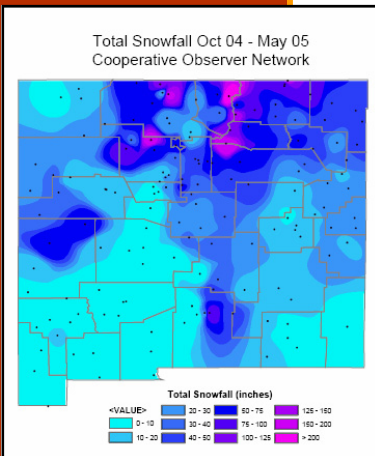 Total Snowfall Oct 04 - May 05
Cooperative Observer Network
Total Snowfall (inches)
<VALUE> 20 - 30 50 - 75 125 - 150
0 - 10 30 - 40 75 - 100 150 - 200
10 - 20 40 - 50 100 - 125 > 200